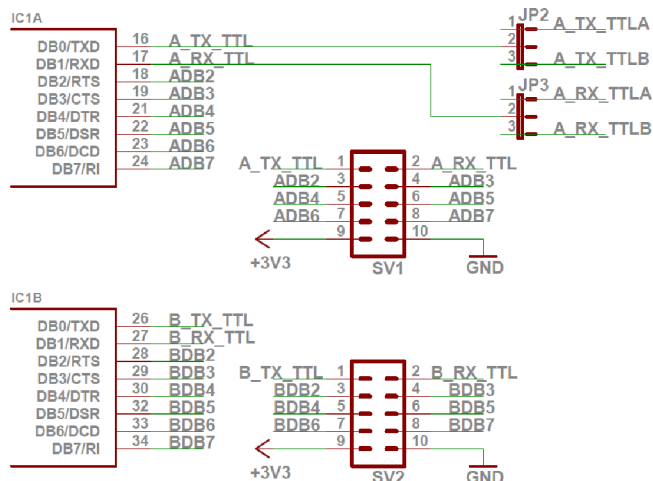 IC1A
DB0/TXD 16 A_TX_TTL
DB1/RXD 17 A_RX_TTL
DB2/RTS 18 ADB2
DB3/CTS 19 ADB3
DB4/DTR 21 ADB4
DB5/DSR 22 ADB5
DB6/DCD 23 ADB6
DB7/RI 24 ADB7
JP2
1 A_TX_TTLA
2
3 A_TX_TTLB
JP3
1 A_RX_TTLA
2
3 A_RX_TTLB
A_TX_TTL 1 2 A_RX_TTL
ADB2 3 4 ADB3
ADB4 5 6 ADB5
ADB6 7 8 ADB7
9 10
+3V3 SV1 GND
IC1B
DB0/TXD 26 B_TX_TTL
DB1/RXD 27 B_RX_TTL
DB2/RTS 28 BDB2
DB3/CTS 29 BDB3
DB4/DTR 30 BDB4
DB5/DSR 32 BDB5
DB6/DCD 33 BDB6
DB7/RI 34 BDB7
B_TX_TTL 1 2 B_RX_TTL
BDB2 3 4 BDB3
BDB4 5 6 BDB5
BDB6 7 8 BDB7
9 10
+3V3 SV2 GND